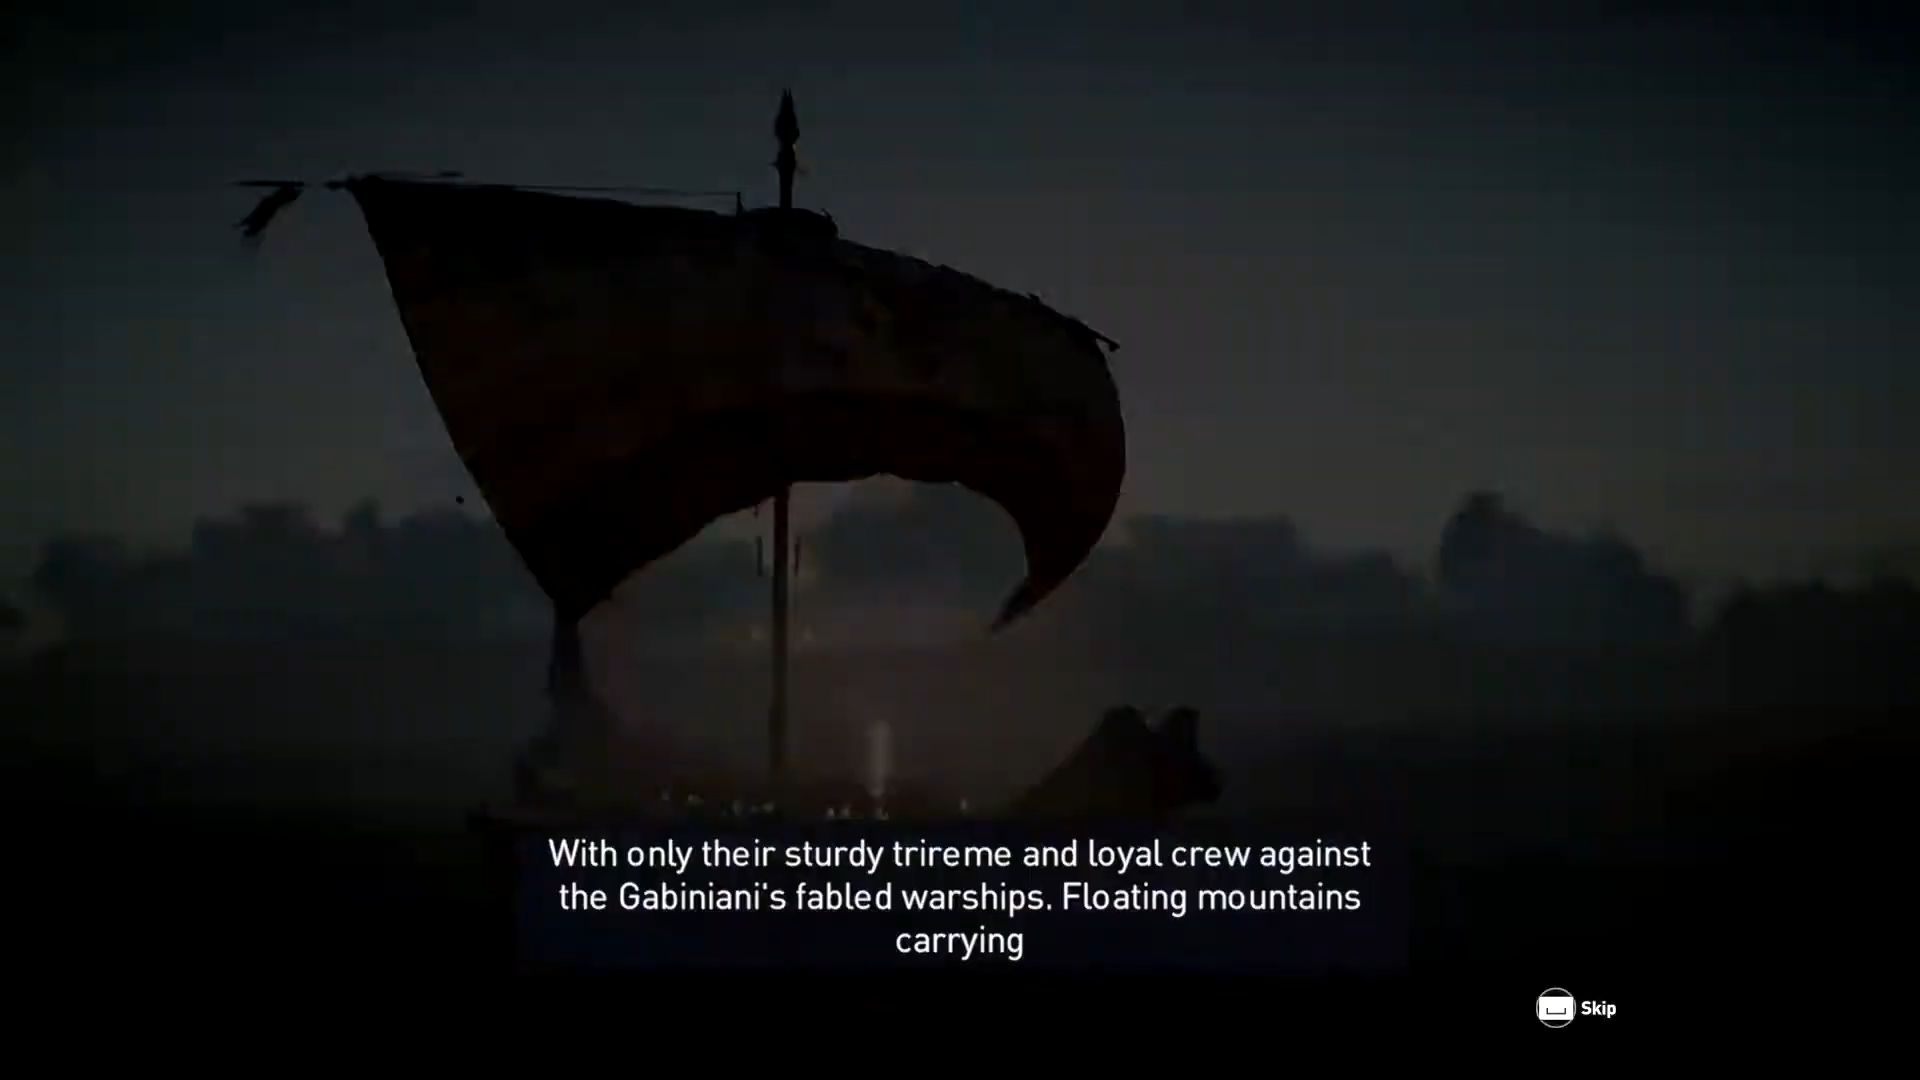 With only their sturdy trireme and loyal crew against
the Gabiniani's fabled warships. Floating mountains
carrying
Skip